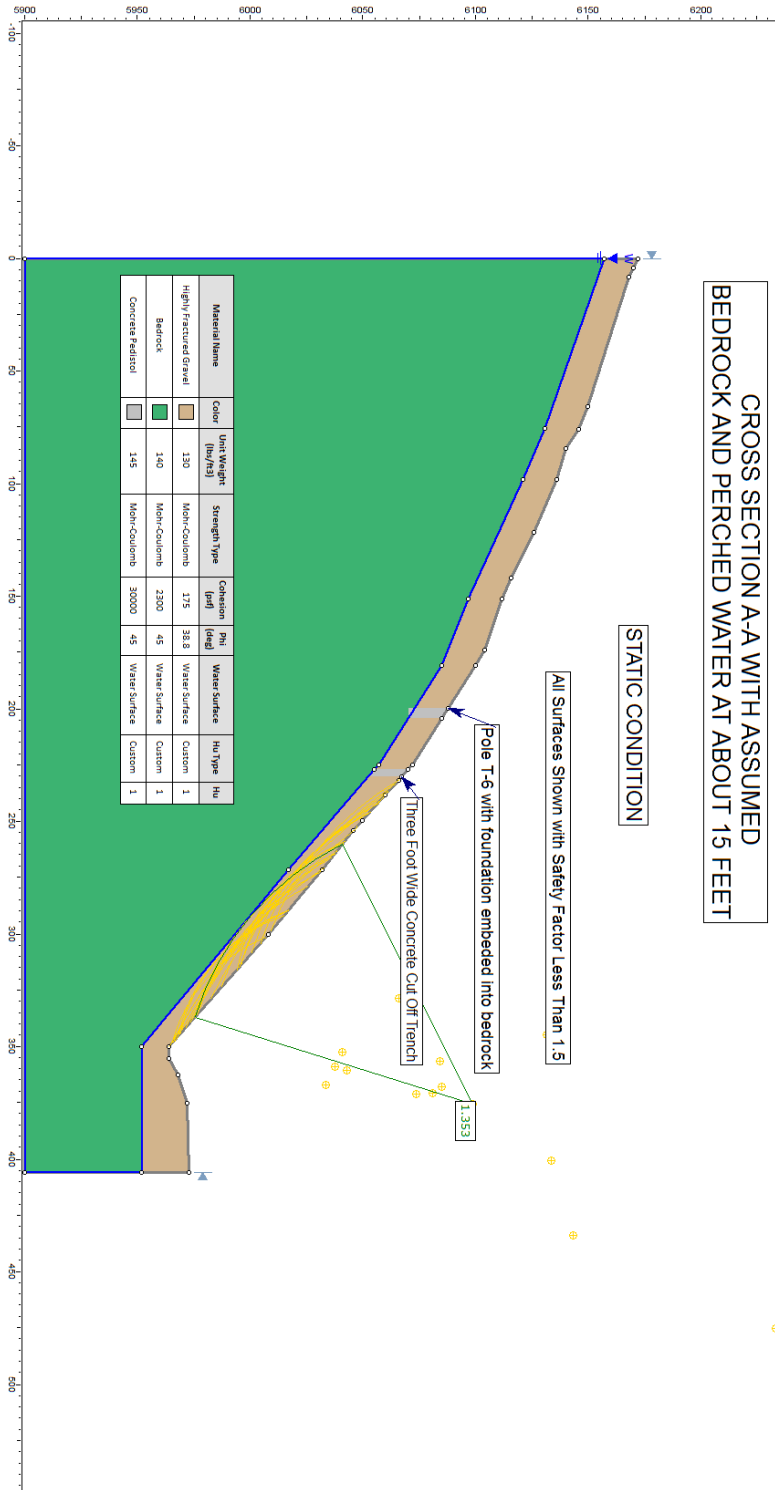 CROSS SECTION A-A WITH ASSUMED
BEDROCK AND PERCHED WATER AT ABOUT 15 FEET
STATIC CONDITION
All Surfaces Shown with Safety Factor Less Than 1.5
Pole T-6 with foundation embeded into bedrock
Three Foot Wide Concrete Cut Off Trench
1.353
W
Material Name Color Unit Weight (lbs/ft3) Strength Type Cohesion (psf) Phi (deg) Water Surface Hu Type Hu
Highly Fractured Gravel 130 Mohr-Coulomb 175 38.8 Water Surface Custom 1
Bedrock 140 Mohr-Coulomb 2300 45 Water Surface Custom 1
Concrete Pedistol 145 Mohr-Coulomb 30000 45 Water Surface Custom 1
6200
6150
6100
6050
6000
5950
5900
-100 -50 0 50 100 150 200 250 300 350 400 450 500